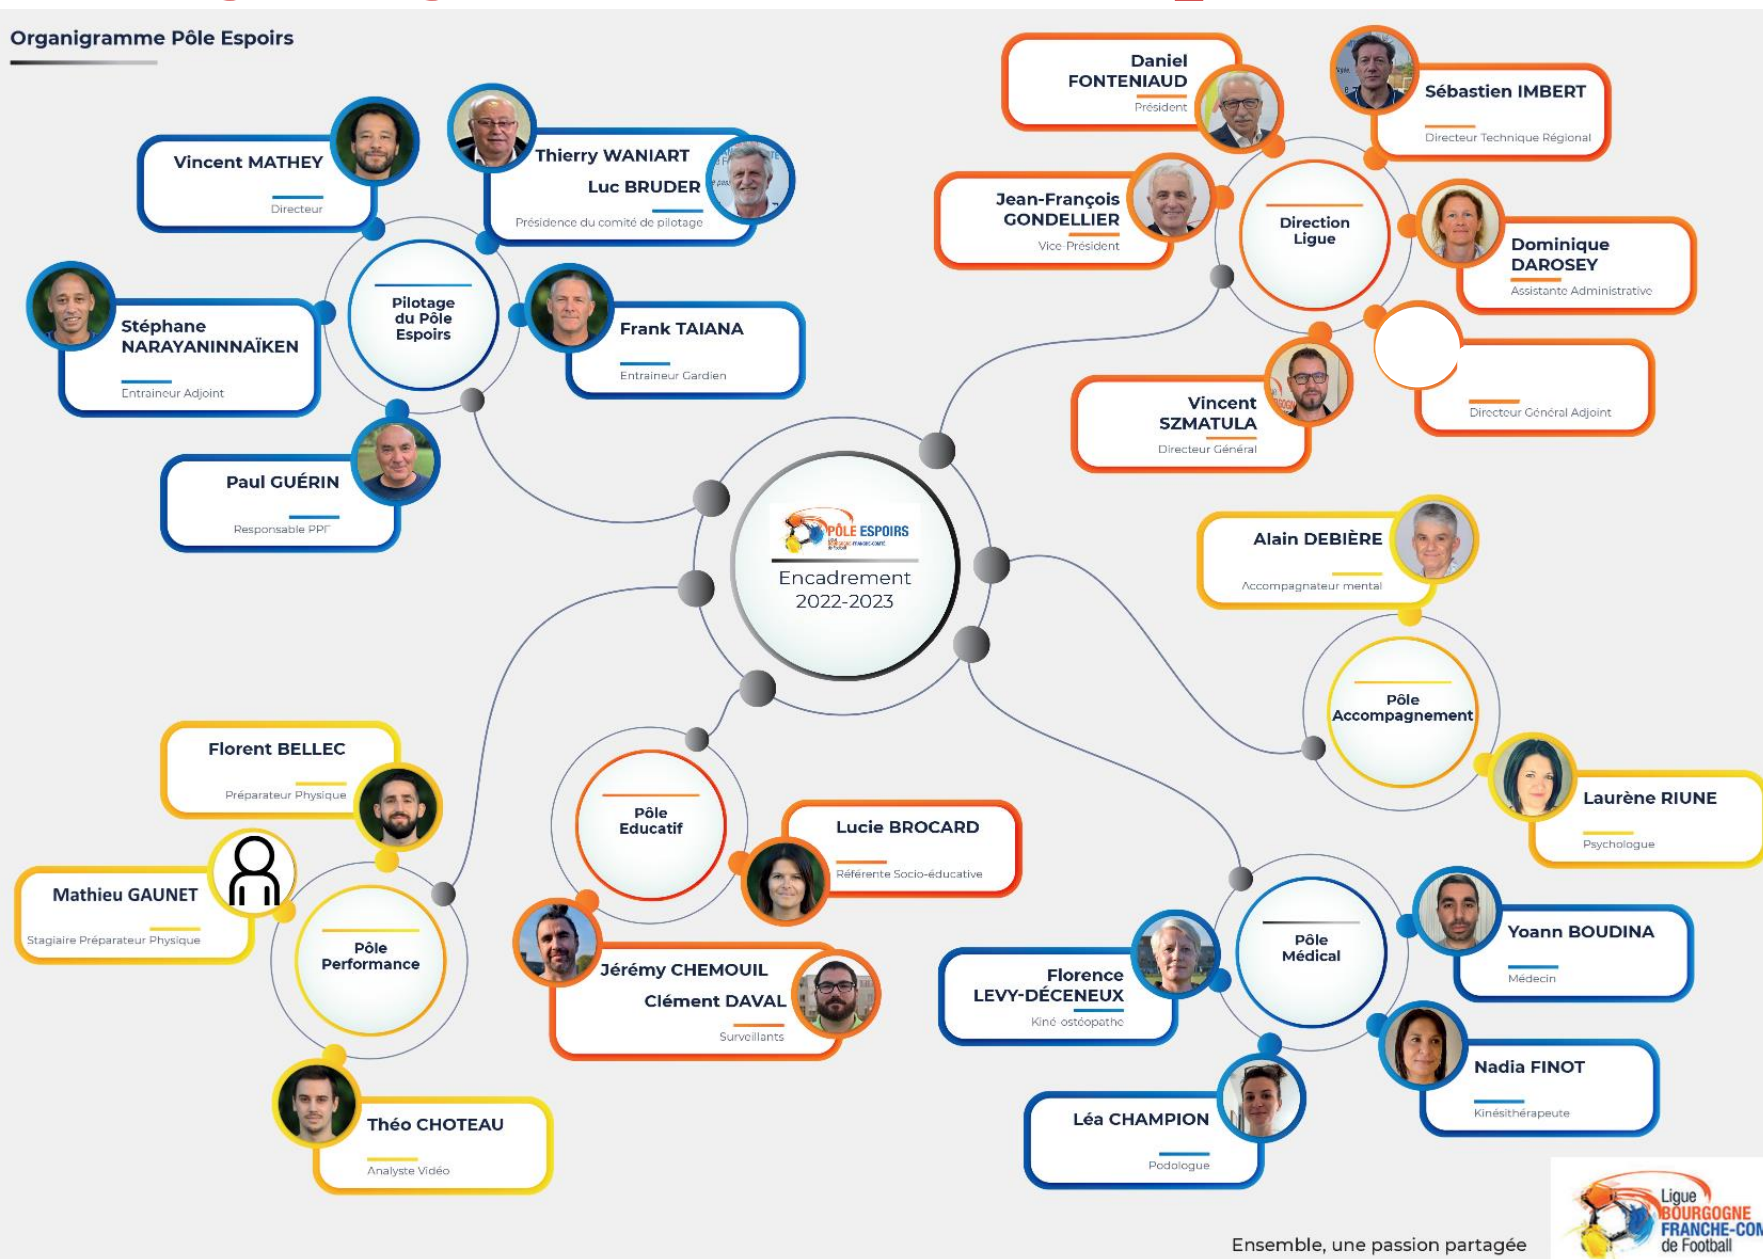 Organigramme Pôle Espoirs
Vincent MATHEY
Directeur
Thierry WANIART
Luc BRUDER
Présidence du comité de pilotage
Stéphane
NARAYANINNAÏKEN
Entraineur Adjoint
Pilotage
du Pôle
Espoirs
Frank TAIANA
Entraineur Gardien
Paul GUÉRIN
Responsable PPF
Daniel
FONTENIAUD
Président
Sébastien IMBERT
Directeur Technique Régional
Jean-François
GONDELLIER
Vice-Président
Direction
Ligue
Dominique
DAROSEY
Assistante Administrative
Vincent
SZMATULA
Directeur Général
Directeur Général Adjoint
PÔLE ESPOIRS
Ligue
BOURGOGNE-FRANCHE-COMTÉ
de Football
Encadrement
2022-2023
Alain DEBIÈRE
Accompagnateur mental
Pôle
Accompagnement
Laurène RIUNE
Psychologue
Florent BELLEC
Préparateur Physique
Mathieu GAUNET
Stagiaire Préparateur Physique
Pôle
Performance
Théo CHOTEAU
Analyste Vidéo
Pôle
Educatif
Lucie BROCARD
Référente Socio-éducative
Jérémy CHEMOUIL
Clément DAVAL
Surveillants
Pôle
Médical
Yoann BOUDINA
Médecin
Florence
LEVY-DÉCENEUX
Kiné-ostéopathe
Nadia FINOT
Kinésithérapeute
Léa CHAMPION
Podologue
Ensemble, une passion partagée
Ligue
BOURGOGNE
FRANCHE-COM
de Football